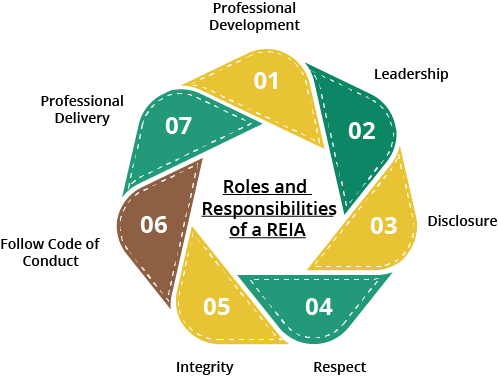 Professional
Development
01
Leadership
02
Disclosure
03
Respect
04
Integrity
05
Follow Code of
Conduct
06
Professional
Delivery
07
Roles and
Responsibilities
of a REIA